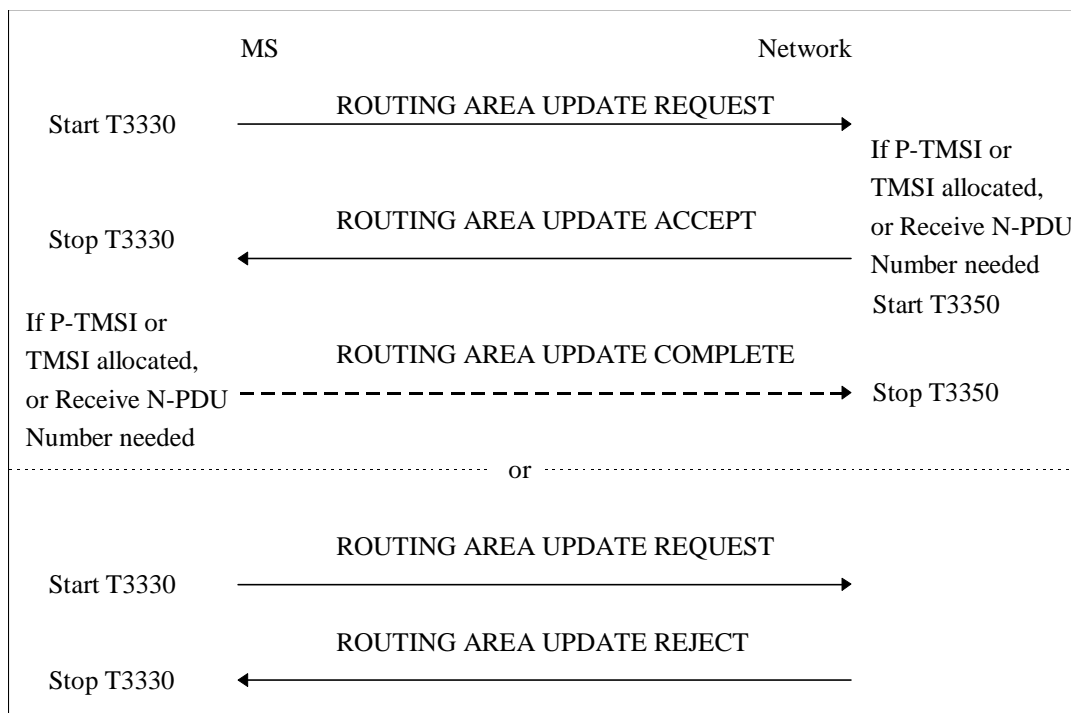 MS
Network
ROUTING AREA UPDATE REQUEST
Start T3330
If P-TMSI or
TMSI allocated,
or Receive N-PDU
Number needed
Start T3350
ROUTING AREA UPDATE ACCEPT
Stop T3330
If P-TMSI or
TMSI allocated,
or Receive N-PDU
Number needed
ROUTING AREA UPDATE COMPLETE
Stop T3350
or
ROUTING AREA UPDATE REQUEST
Start T3330
ROUTING AREA UPDATE REJECT
Stop T3330